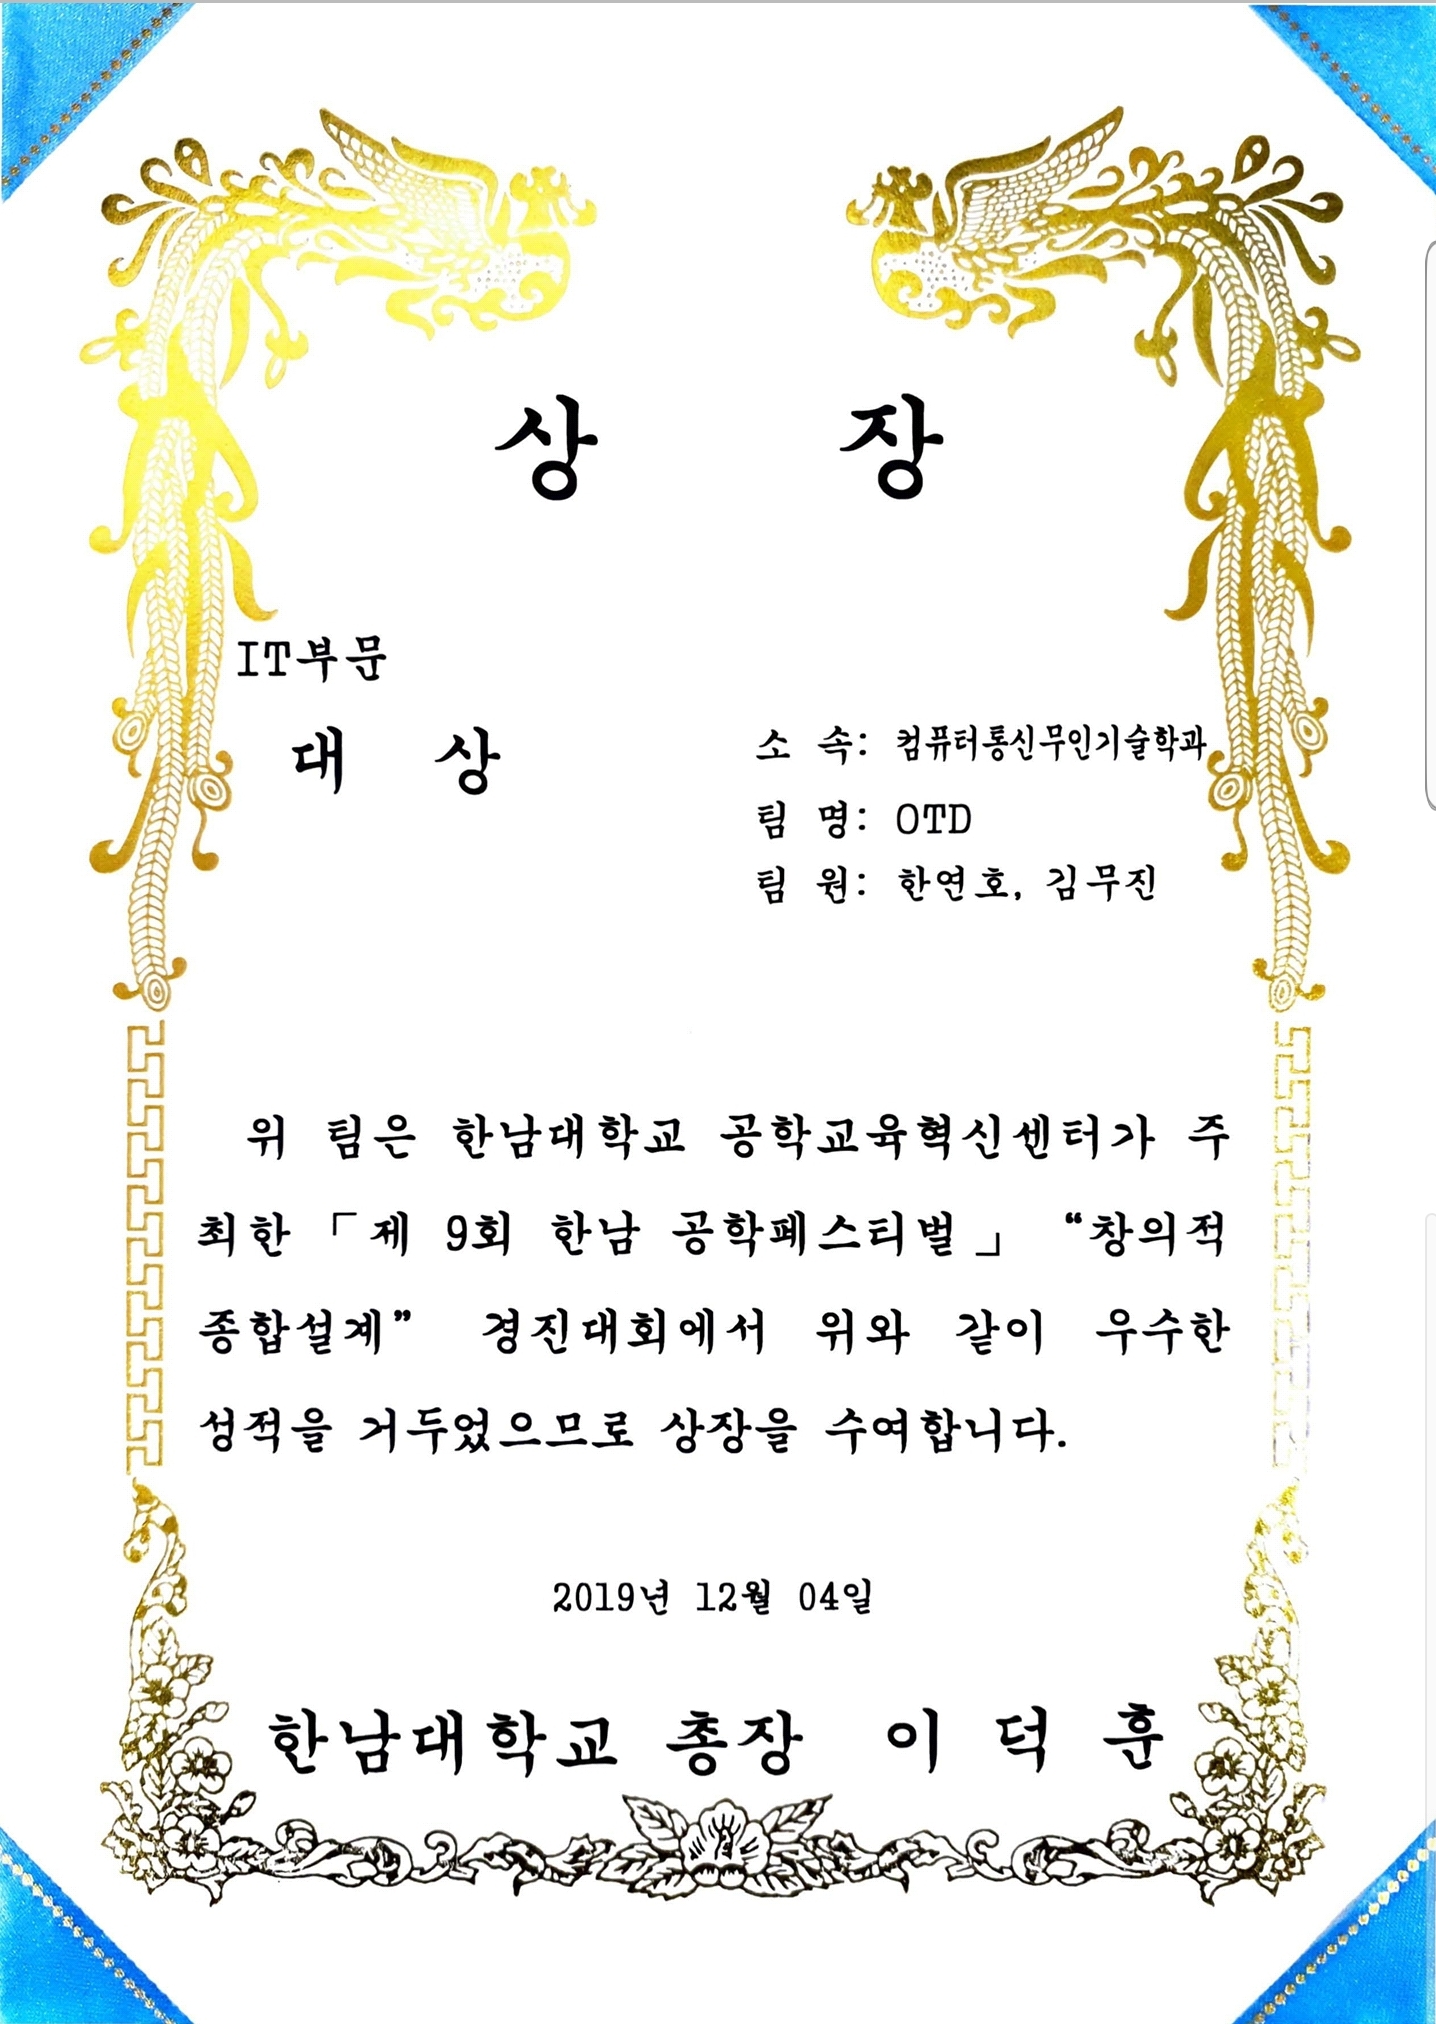 상 장
IT부문
대 상
소 속: 컴퓨터통신무인기술학과
팀 명: OTD
팀 원: 한연호, 김무진
위 팀은 한남대학교 공학교육혁신센터가 주
최한 「제 9회 한남 공학페스티벌」 “창의적
종합설계” 경진대회에서 위와 같이 우수한
성적을 거두었으므로 상장을 수여합니다.
2019년 12월 04일
한남대학교 총장 이 덕 훈